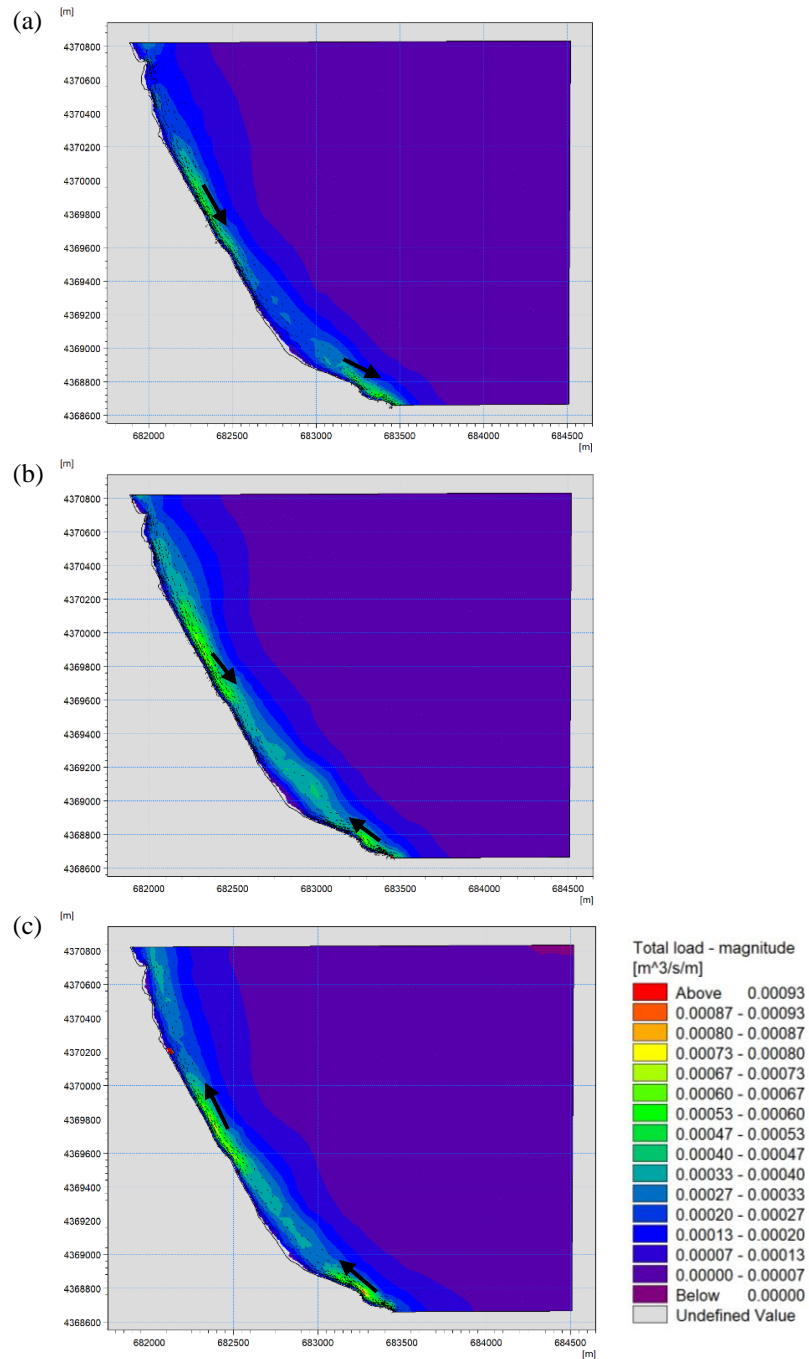 (a)
[m]
4370800
4370600
4370400
4370200
4370000
4369800
4369600
4369400
4369200
4369000
4368800
4368600
682000 682500 683000 683500 684000 684500
[m]
(b)
[m]
4370800
4370600
4370400
4370200
4370000
4369800
4369600
4369400
4369200
4369000
4368800
4368600
682000 682500 683000 683500 684000 684500
[m]
(c)
[m]
4370800
4370600
4370400
4370200
4370000
4369800
4369600
4369400
4369200
4369000
4368800
4368600
682000 682500 683000 683500 684000 684500
[m]
Total load - magnitude
[m^3/s/m]
Above 0.00093
0.00087 - 0.00093
0.00080 - 0.00087
0.00073 - 0.00080
0.00067 - 0.00073
0.00060 - 0.00067
0.00053 - 0.00060
0.00047 - 0.00053
0.00040 - 0.00047
0.00033 - 0.00040
0.00027 - 0.00033
0.00020 - 0.00027
0.00013 - 0.00020
0.00007 - 0.00013
0.00000 - 0.00007
Below 0.00000
Undefined Value